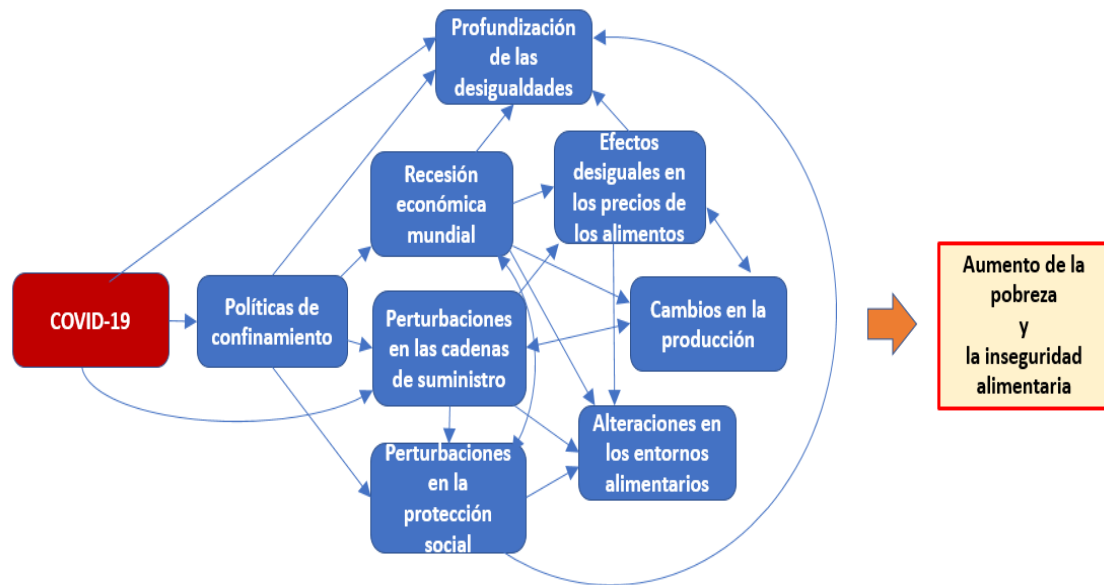 Profundización
de las
desigualdades
Recesión
económica
mundial
Efectos
desiguales en
los precios de
los alimentos
COVID-19
Políticas de
confinamiento
Perturbaciones
en las cadenas
de suministro
Cambios en la
producción
Perturbaciones
en la
protección
social
Alteraciones en
los entornos
alimentarios
Aumento de la
pobreza
y
la inseguridad
alimentaria